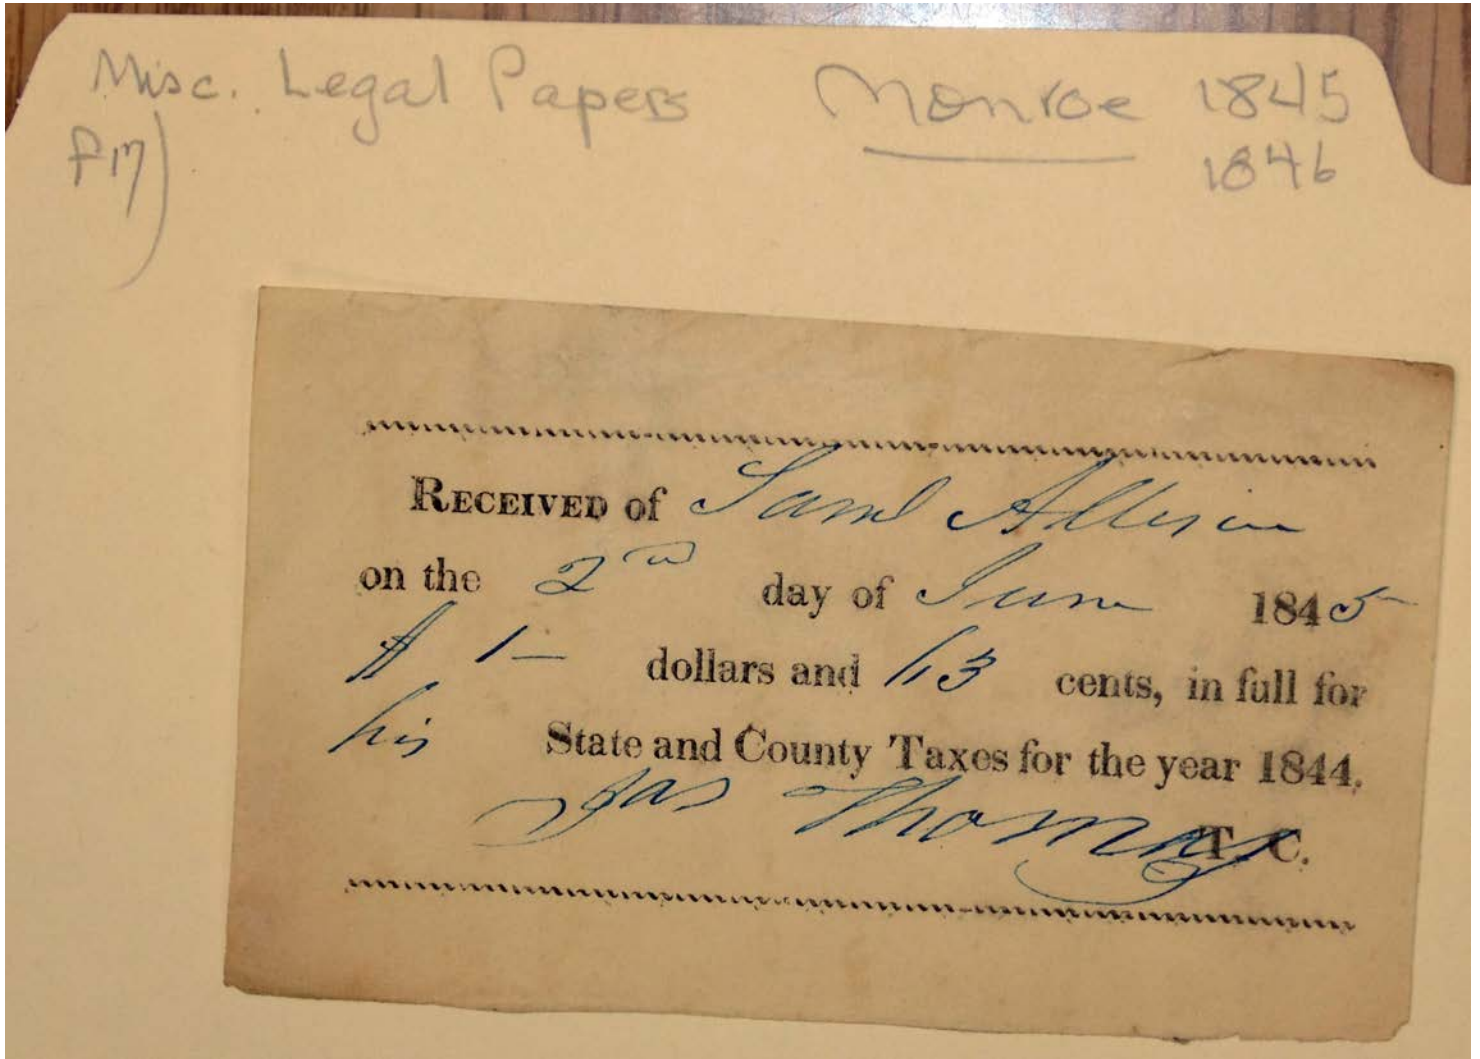 Misc. Legal Papers Monroe 1845
F17) 1846
RECEIVED of Saml Allison
on the 2nd day of June 1845
$ 1– dollars and 63 cents, in full for
his State and County Taxes for the year 1844.
Jas Thomas T. C.